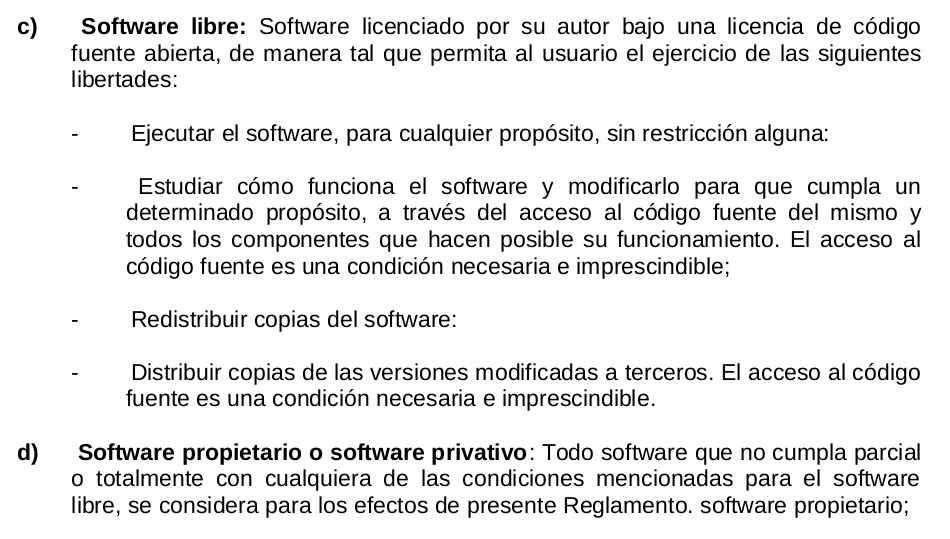 c) Software libre: Software licenciado por su autor bajo una licencia de código
fuente abierta, de manera tal que permita al usuario el ejercicio de las siguientes
libertades:
- Ejecutar el software, para cualquier propósito, sin restricción alguna:
- Estudiar cómo funciona el software y modificarlo para que cumpla un
determinado propósito, a través del acceso al código fuente del mismo y
todos los componentes que hacen posible su funcionamiento. El acceso al
código fuente es una condición necesaria e imprescindible;
- Redistribuir copias del software:
- Distribuir copias de las versiones modificadas a terceros. El acceso al código
fuente es una condición necesaria e imprescindible.
d) Software propietario o software privativo: Todo software que no cumpla parcial
o totalmente con cualquiera de las condiciones mencionadas para el software
libre, se considera para los efectos de presente Reglamento. software propietario;